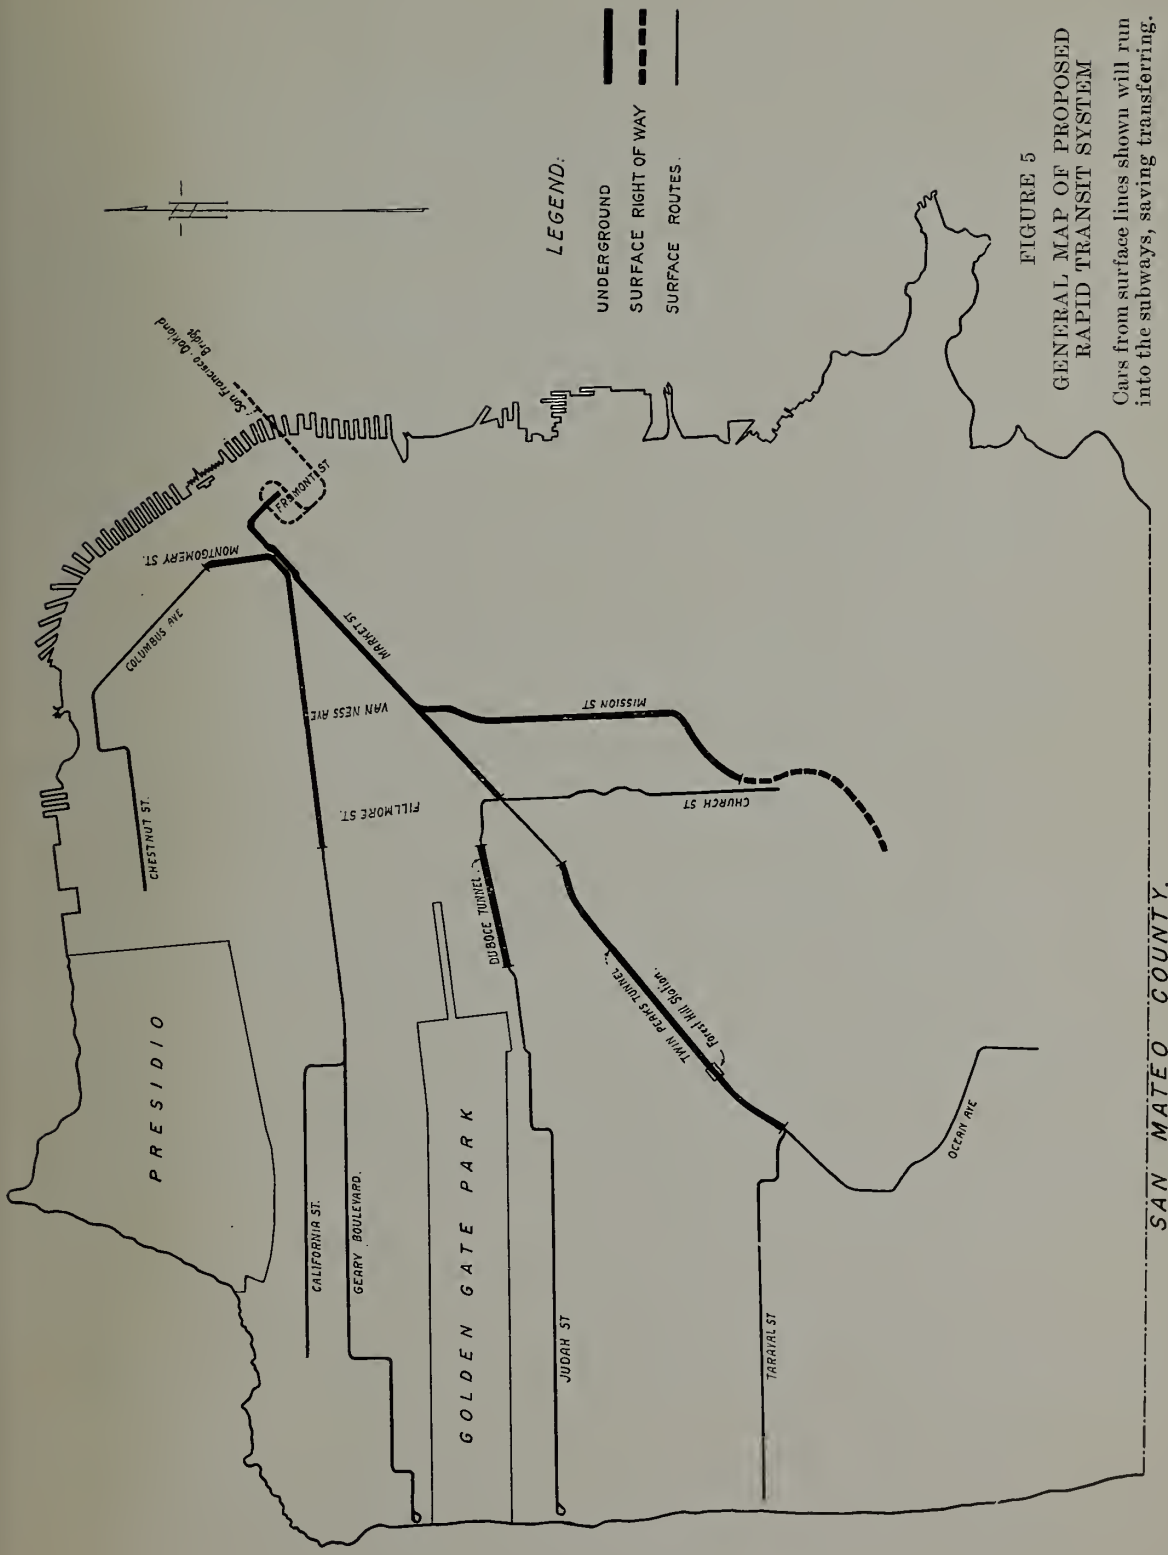 San Francisco-Oakland
Bridge
FREMONT ST
MONTGOMERY ST.
COLUMBUS AVE
CHESTNUT ST.
MARKET ST
VAN NESS AVE
FILLMORE ST.
MISSION ST
CHURCH ST
DUBOCE TUNNEL.
TWIN PEAKS TUNNEL.
Forest Hill Station.
PRESIDIO
CALIFORNIA ST.
GEARY BOULEVARD.
GOLDEN GATE PARK
JUDAH ST
TARAVAL ST
OCEAN AVE
SAN MATEO COUNTY.
LEGEND:
UNDERGROUND
SURFACE RIGHT OF WAY
SURFACE ROUTES.
FIGURE 5
GENERAL MAP OF PROPOSED
RAPID TRANSIT SYSTEM
Cars from surface lines shown will run
into the subways, saving transferring.